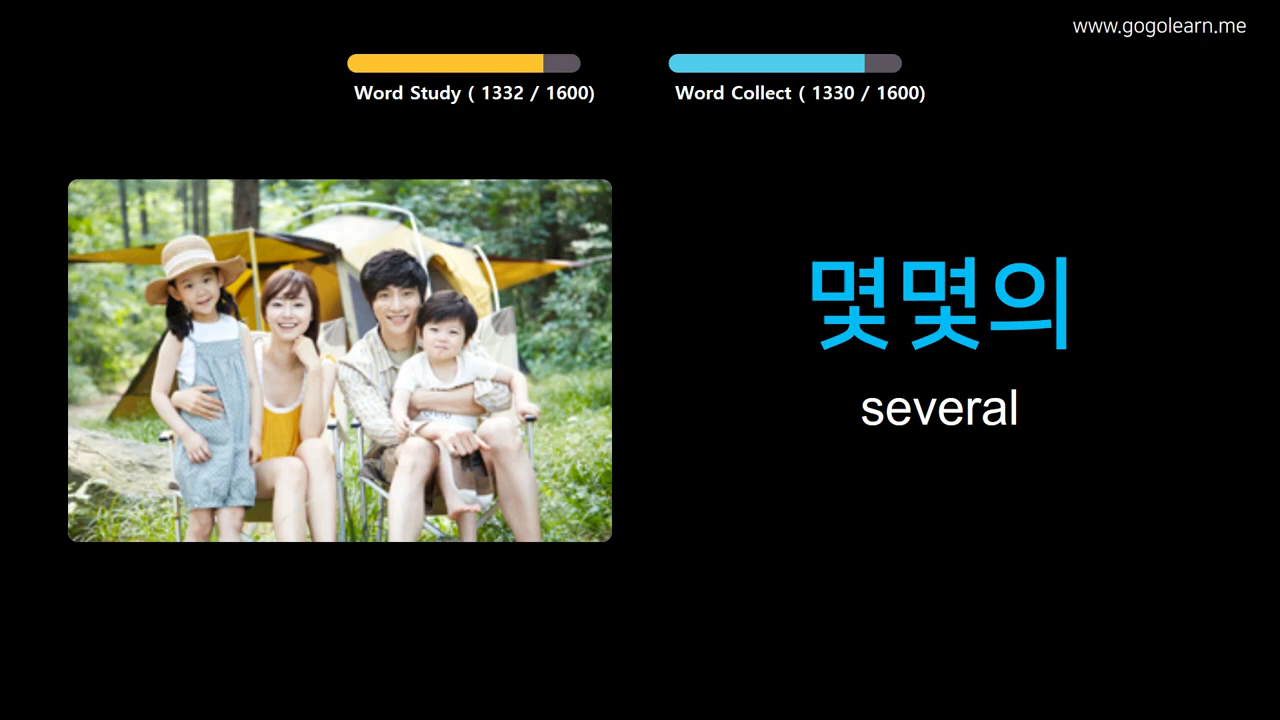 www.gogolearn.me
Word Study ( 1332 / 1600)
Word Collect ( 1330 / 1600)
몇몇의
several